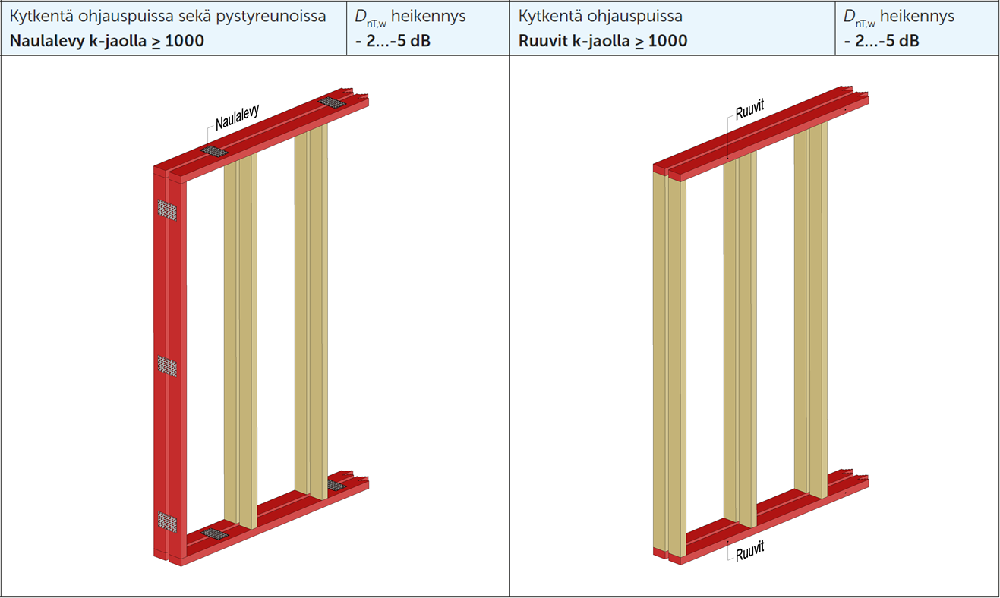 Kytkentä ohjauspuissa sekä pystyreunoissa
Naulalevy k-jaolla ≥ 1000
DnT,w heikennys
- 2...-5 dB
Kytkentä ohjauspuissa
Ruuvit k-jaolla ≥ 1000
DnT,w heikennys
- 2...-5 dB
Naulalevy
Ruuvit
Ruuvit